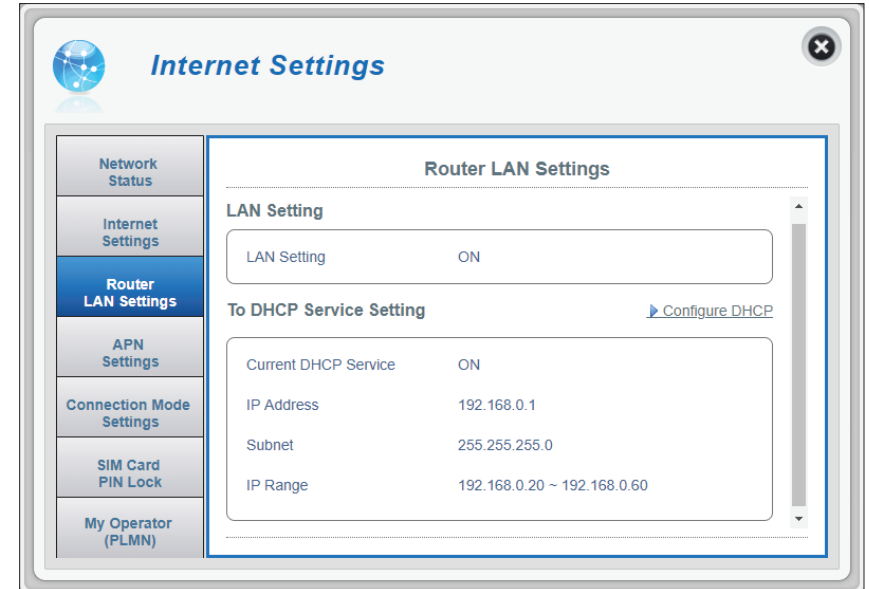 Internet Settings
Network
Status
Internet
Settings
Router
LAN Settings
APN
Settings
Connection Mode
Settings
SIM Card
PIN Lock
My Operator
(PLMN)
Router LAN Settings
LAN Setting
LAN Setting ON
To DHCP Service Setting Configure DHCP
Current DHCP Service ON
IP Address 192.168.0.1
Subnet 255.255.255.0
IP Range 192.168.0.20 ~ 192.168.0.60